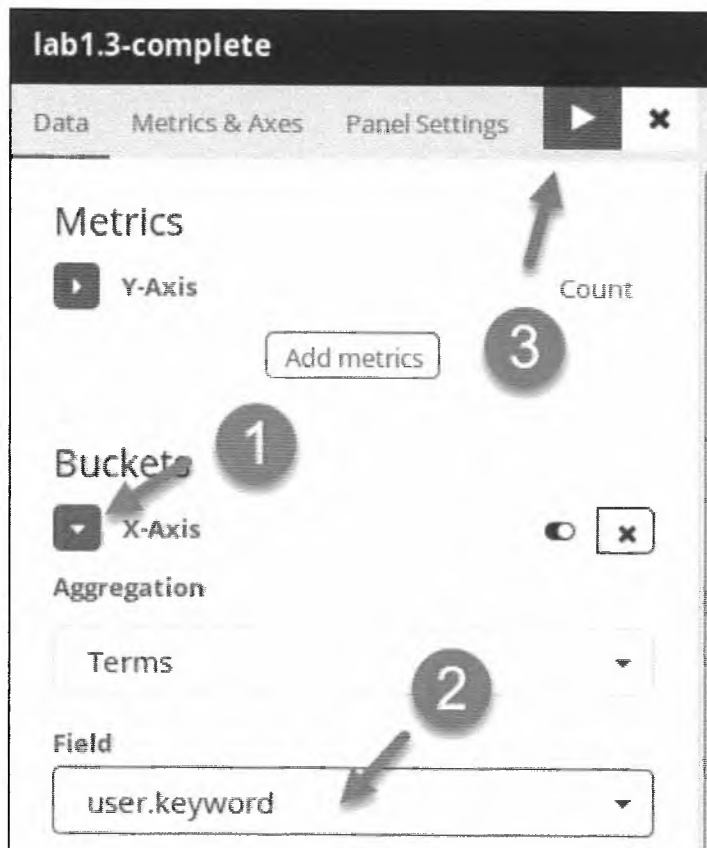 lab1.3-complete
Data Metrics & Axes Panel Settings
Metrics
Y-Axis Count
3
Add metrics
1
Buckets
X-Axis
Aggregation
Terms
2
Field
user.keyword